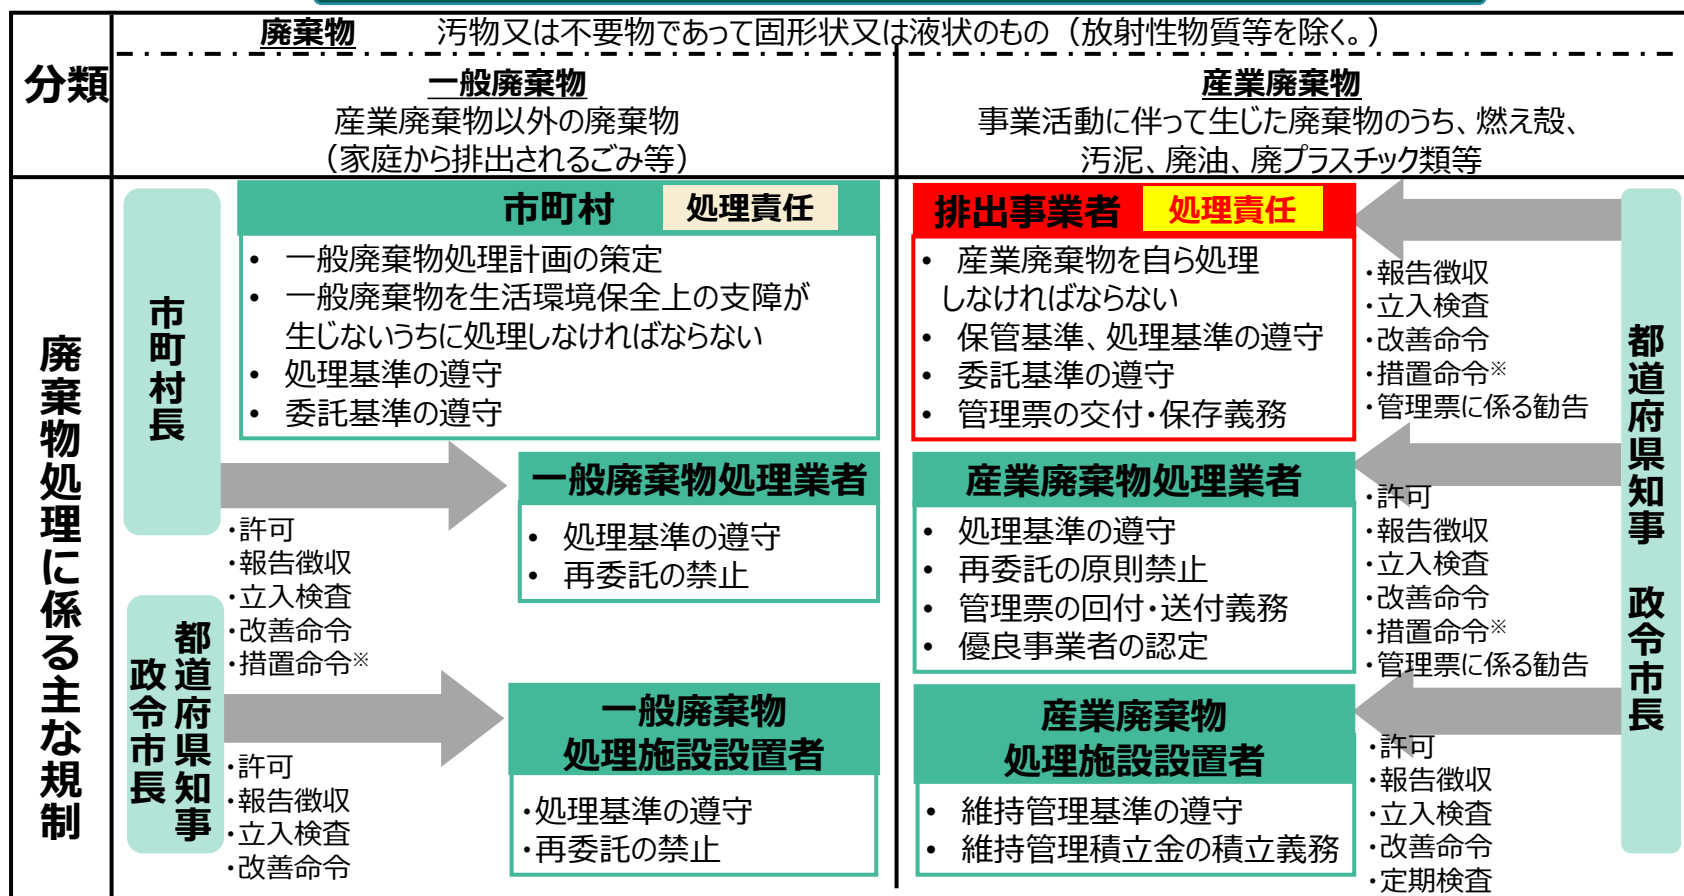 分類
廃棄物 汚物又は不要物であって固形状又は液状のもの（放射性物質等を除く。）
一般廃棄物
産業廃棄物以外の廃棄物
（家庭から排出されるごみ等）
産業廃棄物
事業活動に伴って生じた廃棄物のうち、燃え殻、
汚泥、廃油、廃プラスチック類等
廃棄物処理に係る主な規制
市町村長
市町村 処理責任
• 一般廃棄物処理計画の策定
• 一般廃棄物を生活環境保全上の支障が
生じないうちに処理しなければならない
• 処理基準の遵守
• 委託基準の遵守
一般廃棄物処理業者
• 処理基準の遵守
• 再委託の禁止
・許可
・報告徴収
・立入検査
・改善命令
・措置命令※
都道府県知事
政令市長
一般廃棄物
処理施設設置者
・処理基準の遵守
・再委託の禁止
・許可
・報告徴収
・立入検査
・改善命令
排出事業者 処理責任
• 産業廃棄物を自ら処理
しなければならない
• 保管基準、処理基準の遵守
• 委託基準の遵守
• 管理票の交付・保存義務
・報告徴収
・立入検査
・改善命令
・措置命令※
・管理票に係る勧告
産業廃棄物処理業者
• 処理基準の遵守
• 再委託の原則禁止
• 管理票の回付・送付義務
• 優良事業者の認定
・許可
・報告徴収
・立入検査
・改善命令
・措置命令※
・管理票に係る勧告
産業廃棄物
処理施設設置者
• 維持管理基準の遵守
• 維持管理積立金の積立義務
・許可
・報告徴収
・立入検査
・改善命令
・定期検査
都道府県知事 政令市長